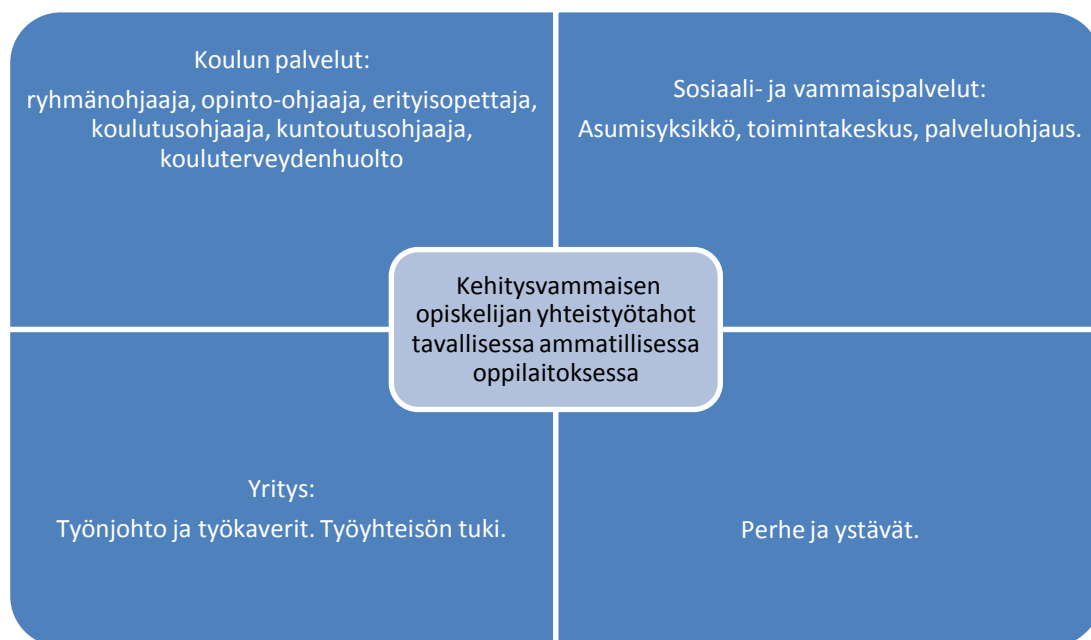 Koulun palvelut:
ryhmänohjaaja, opinto-ohjaaja, erityisopettaja,
koulutusohjaaja, kuntoutusohjaaja,
kouluterveydenhuolto
Sosiaali- ja vammaispalvelut:
Asumisyksikkö, toimintakeskus, palveluohjaus.
Kehitysvammaisen
opiskelijan yhteistyötahot
tavallisessa ammatillisessa
oppilaitoksessa
Yritys:
Työnjohto ja työkaverit. Työyhteisön tuki.
Perhe ja ystävät.